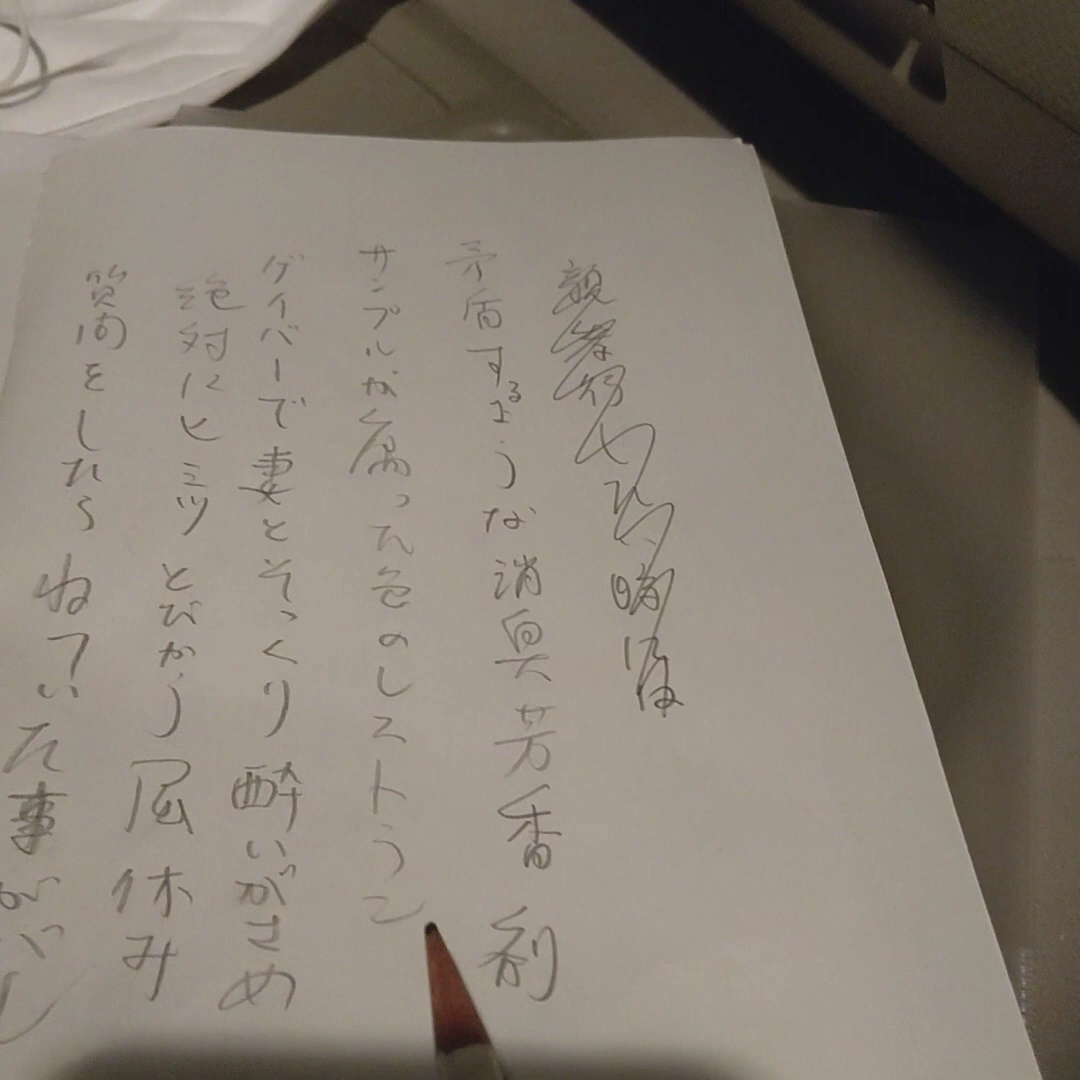 矛盾するような消臭芳香剤
サンプルが腐った色のレストラン
ゲイバーで妻とそっくり酔いがさめ
絶対にヒミツとびかう昼休み
質問をしたらねていた事がバレ